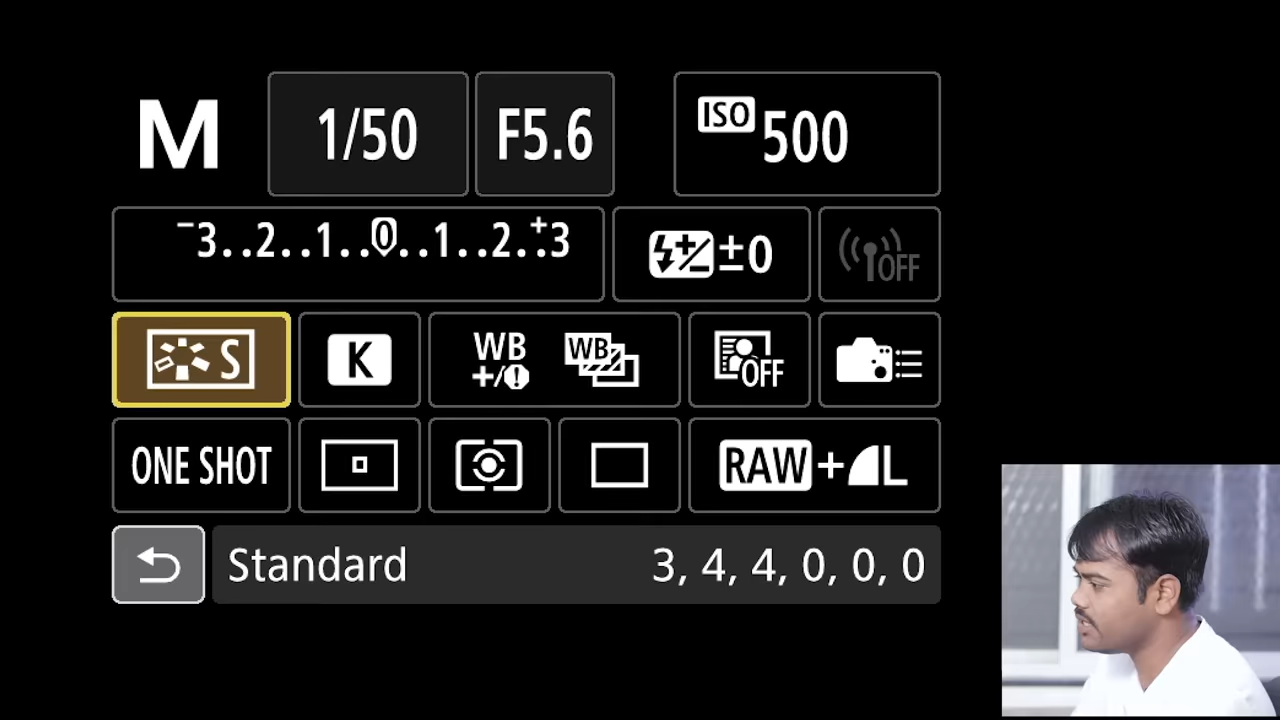 M 1/50 F5.6 ISO 500
-3..2..1..0..1..2..+3 ±0 OFF
S K WB +/! WB OFF
ONE SHOT RAW+L
Standard 3, 4, 4, 0, 0, 0